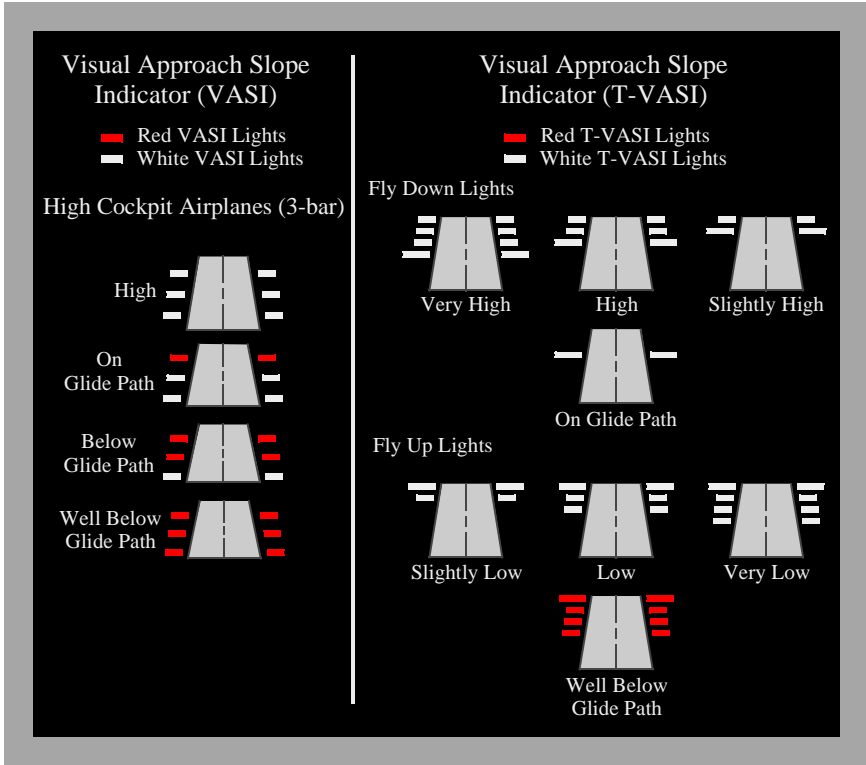 Visual Approach Slope
Indicator (VASI)
Red VASI Lights
White VASI Lights
High Cockpit Airplanes (3-bar)
High
On
Glide Path
Below
Glide Path
Well Below
Glide Path
Visual Approach Slope
Indicator (T-VASI)
Red T-VASI Lights
White T-VASI Lights
Fly Down Lights
Very High
High
Slightly High
On Glide Path
Fly Up Lights
Slightly Low
Low
Very Low
Well Below
Glide Path